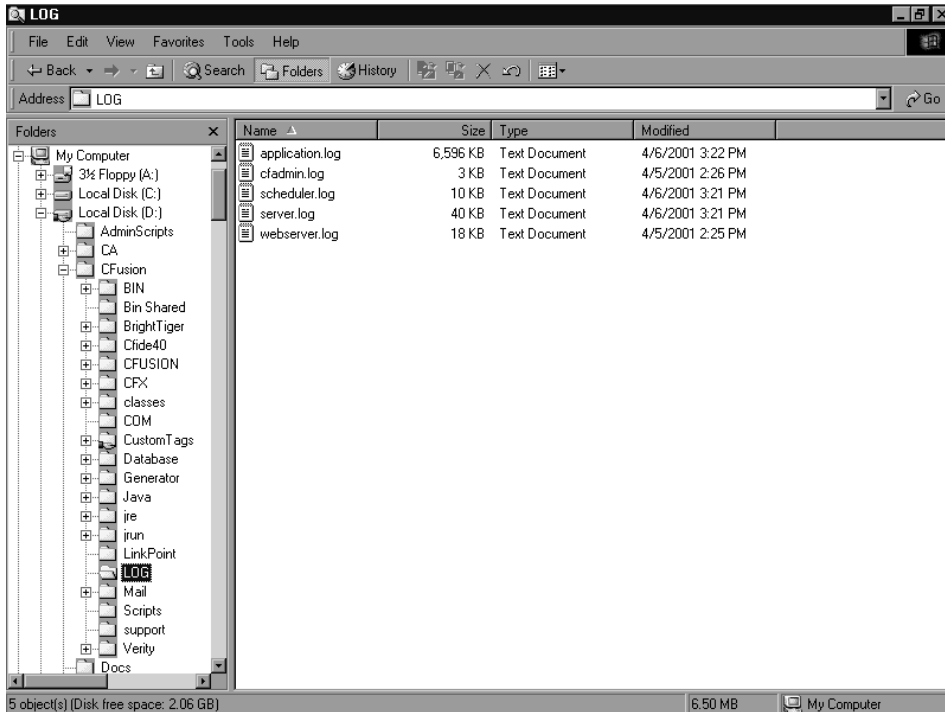 LOG
File Edit View Favorites Tools Help
Back Search Folders History
Address LOG Go
Folders
My Computer
3½ Floppy (A:)
Local Disk (C:)
Local Disk (D:)
AdminScripts
CA
CFusion
BIN
Bin Shared
BrightTiger
Cfide40
CFUSION
CFX
classes
COM
CustomTags
Database
Generator
Java
jre
jrun
LinkPoint
LOG
Mail
Scripts
support
Verity
Docs
Name Size Type Modified
application.log 6,596 KB Text Document 4/6/2001 3:22 PM
cfadmin.log 3 KB Text Document 4/5/2001 2:26 PM
scheduler.log 10 KB Text Document 4/6/2001 3:21 PM
server.log 40 KB Text Document 4/6/2001 3:21 PM
webserver.log 18 KB Text Document 4/5/2001 2:25 PM
5 object(s) (Disk free space: 2.06 GB) 6.50 MB My Computer